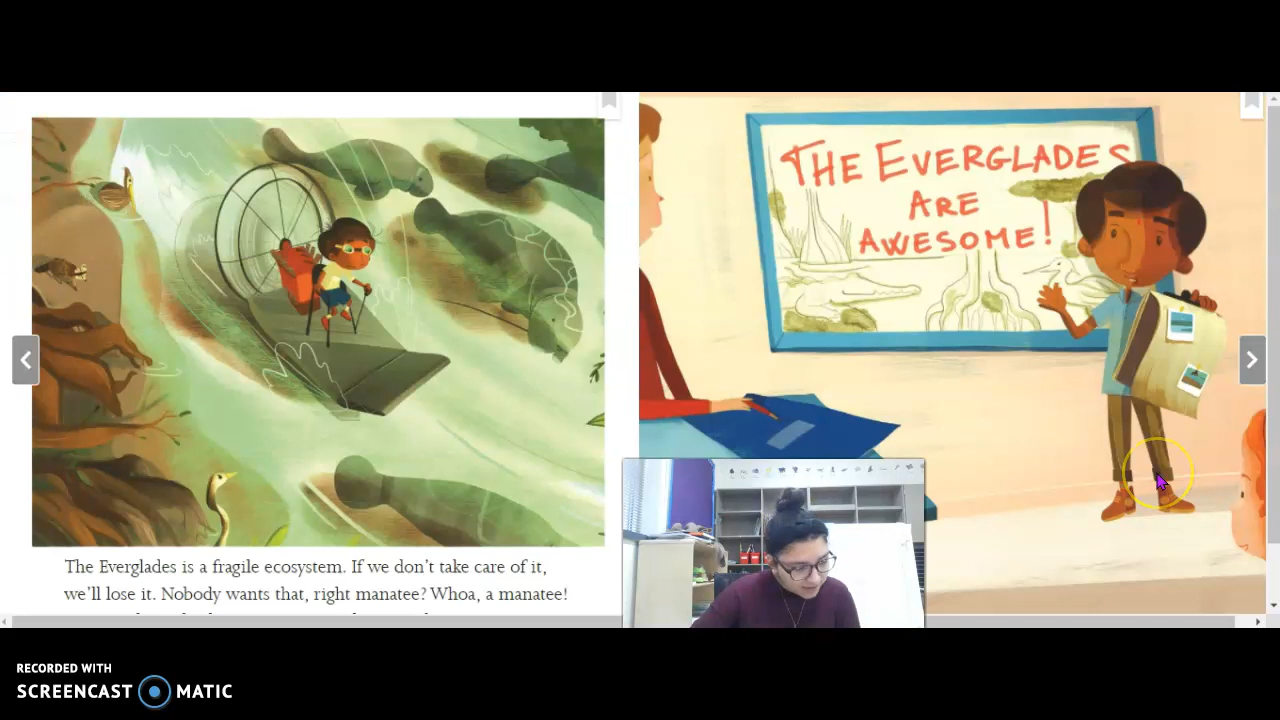 THE EVERGLADES
ARE
AWESOME!
The Everglades is a fragile ecosystem. If we don't take care of it,
we'll lose it. Nobody wants that, right manatee? Whoa, a manatee!
RECORDED WITH
SCREENCAST MATIC